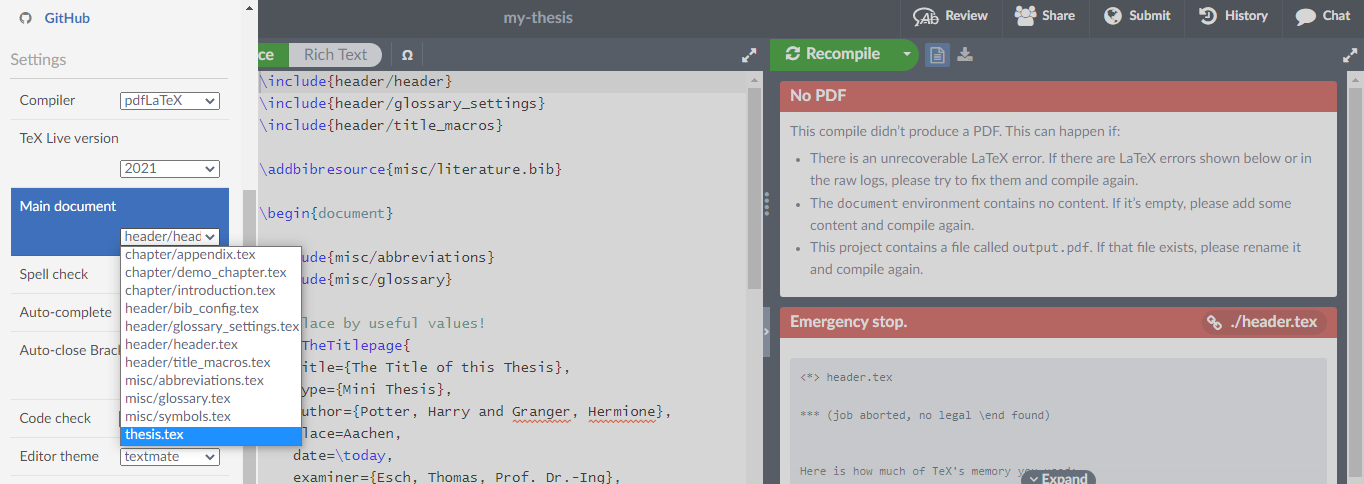 GitHub
Settings
Compiler
pdfLaTeX
TeX Live version
2021
Main document
header/head
chapter/appendix.tex
chapter/demo_chapter.tex
chapter/introduction.tex
header/bib_config.tex
header/glossary_settings.tex
header/header.tex
header/title_macros.tex
misc/abbreviations.tex
misc/glossary.tex
misc/symbols.tex
thesis.tex
Spell check
Auto-complete
Auto-close Brack
Code check
Editor theme
textmate
my-thesis
Review
Share
Submit
History
Chat
ce
Rich Text
Ω
Recompile
\include{header/header}
\include{header/glossary_settings}
\include{header/title_macros}
\addbibresource{misc/literature.bib}
\begin{document}
ude{misc/abbreviations}
ude{misc/glossary}
lace by useful values!
TheTitlepage{
itle={The Title of this Thesis},
ype={Mini Thesis},
uthor={Potter, Harry and Granger, Hermione},
lace=Aachen,
date=\today,
examiner={Esch, Thomas, Prof. Dr.-Ing},
No PDF
This compile didn't produce a PDF. This can happen if:
• There is an unrecoverable LaTeX error. If there are LaTeX errors shown below or in
the raw logs, please try to fix them and compile again.
• The document environment contains no content. If it's empty, please add some
content and compile again.
• This project contains a file called output.pdf. If that file exists, please rename it
and compile again.
Emergency stop.
./header.tex
<*> header.tex
*** (job aborted, no legal \end found)
Here is how much of TeX's memory you used:
Expand